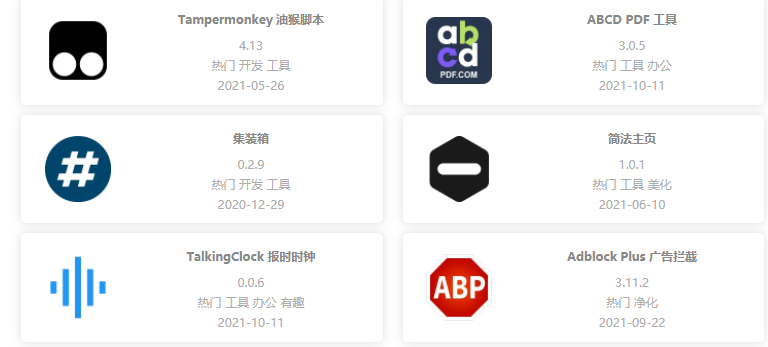 Tampermonkey 油猴脚本
4.13
热门 开发 工具
2021-05-26
abcd
PDF.COM
ABCD PDF 工具
3.0.5
热门 工具 办公
2021-10-11
#
集装箱
0.2.9
热门 开发 工具
2020-12-29
简法主页
1.0.1
热门 工具 美化
2021-06-10
TalkingClock 报时时钟
0.0.6
热门 工具 办公 有趣
2021-10-11
ABP
Adblock Plus 广告拦截
3.11.2
热门 净化
2021-09-22